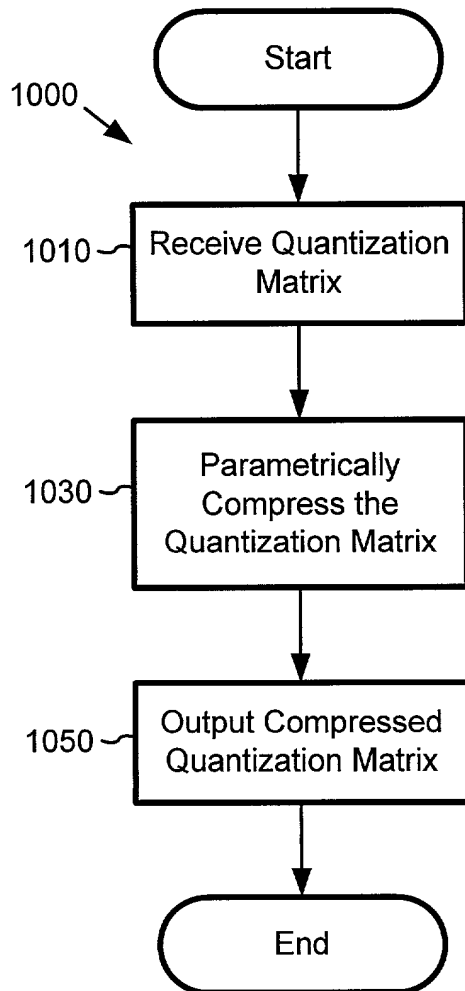 Start
1000
1010
Receive Quantization
Matrix
1030
Parametrically
Compress the
Quantization Matrix
1050
Output Compressed
Quantization Matrix
End